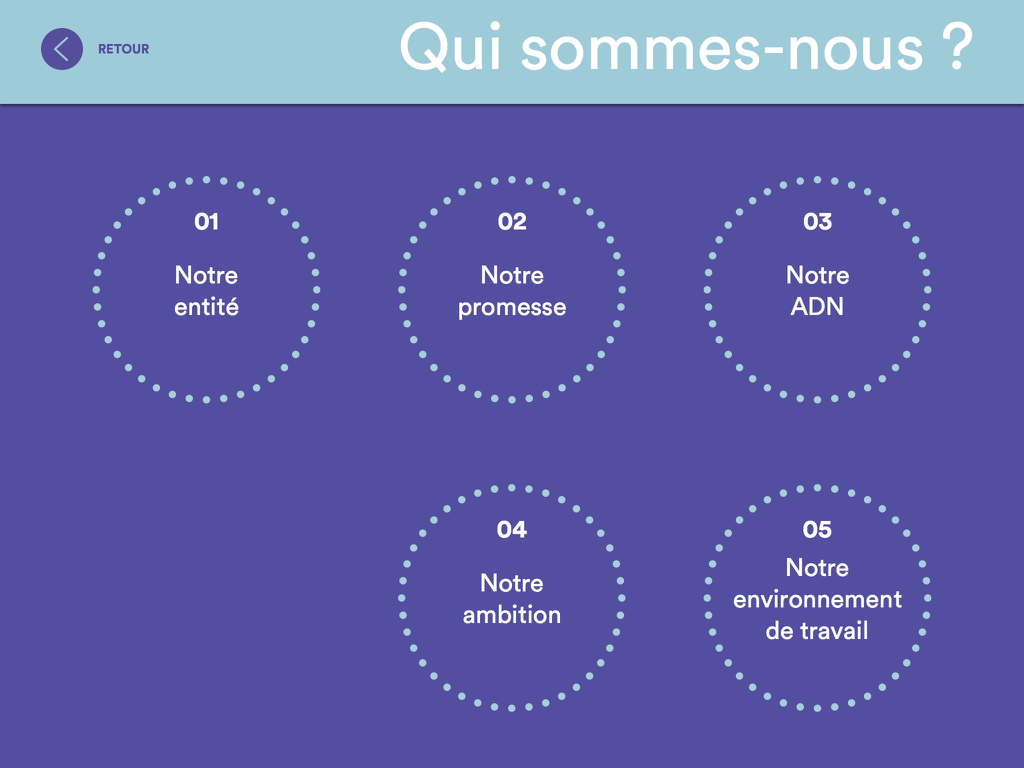 RETOUR
Qui sommes-nous ?
01
Notre
entité
02
Notre
promesse
03
Notre
ADN
04
Notre
ambition
05
Notre
environnement
de travail